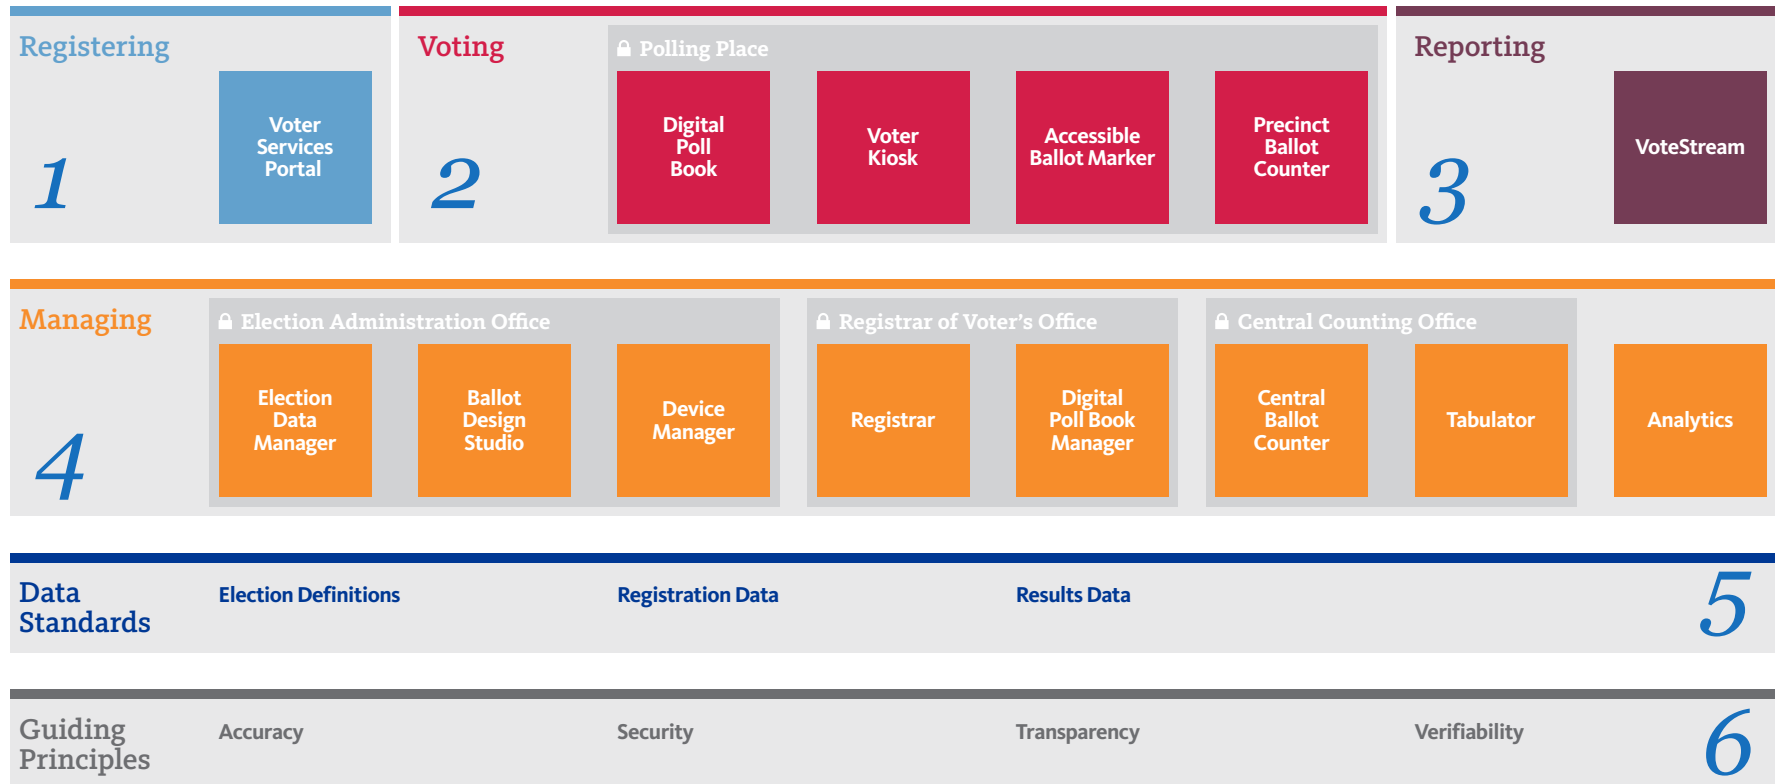 Registering
1
Voter
Services
Portal
Voting
2
Polling Place
Digital
Poll
Book
Voter
Kiosk
Accessible
Ballot Marker
Precinct
Ballot
Counter
Reporting
3
VoteStream
Managing
4
Election Administration Office
Election
Data
Manager
Ballot
Design
Studio
Device
Manager
Registrar of Voter's Office
Registrar
Digital
Poll Book
Manager
Central Counting Office
Central
Ballot
Counter
Tabulator
Analytics
Data
Standards
Election Definitions
Registration Data
Results Data
5
Guiding
Principles
Accuracy
Security
Transparency
Verifiability
6